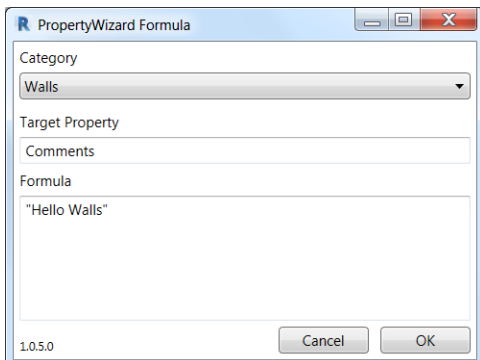 PropertyWizard Formula
Category
Walls
Target Property
Comments
Formula
"Hello Walls"
1.0.5.0
Cancel
OK